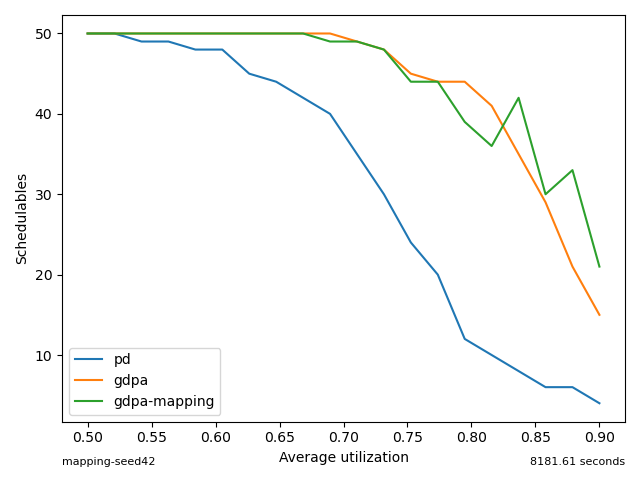 50
40
30
20
10
Schedulables
pd
gdpa
gdpa-mapping
0.50 0.55 0.60 0.65 0.70 0.75 0.80 0.85 0.90
mapping-seed42 Average utilization 8181.61 seconds